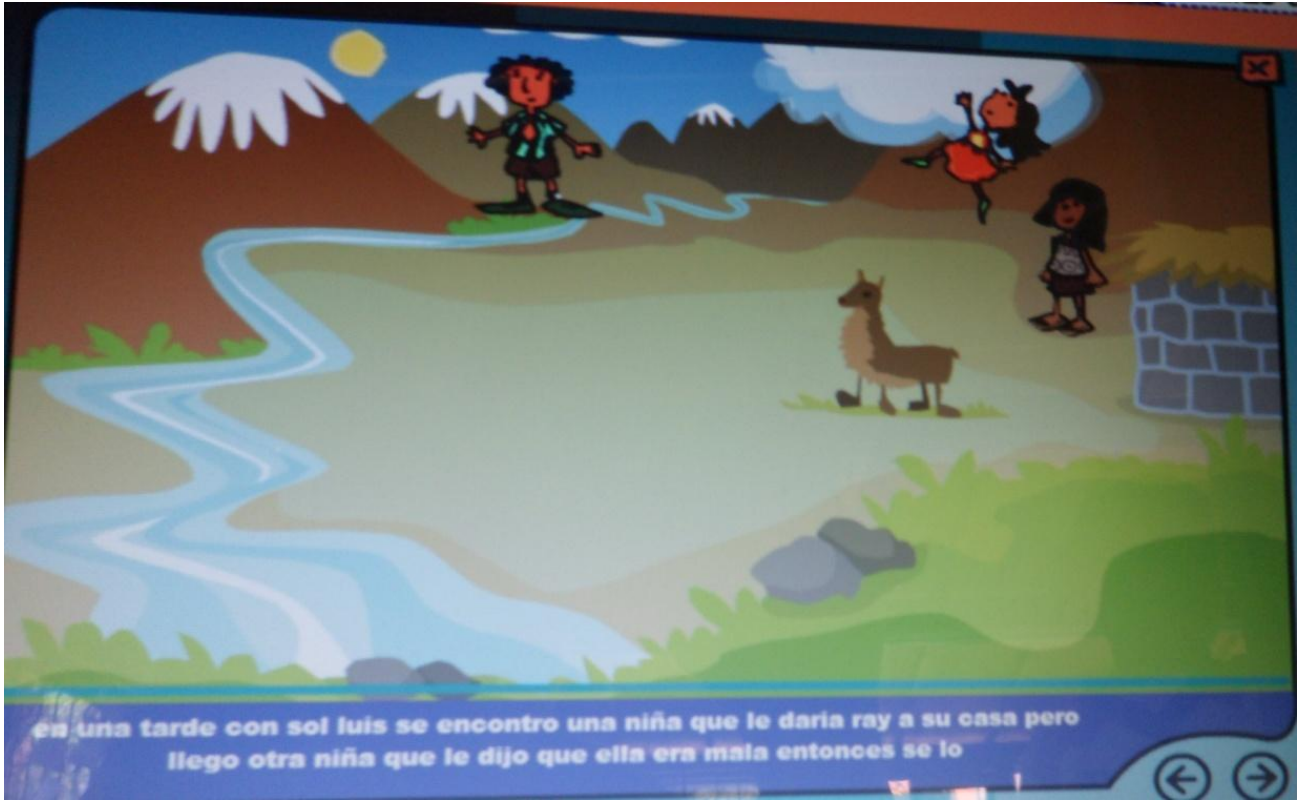 en una tarde con sol luis se encontro una niña que le daria ray a su casa pero
llego otra niña que le dijo que ella era mala entonces se lo